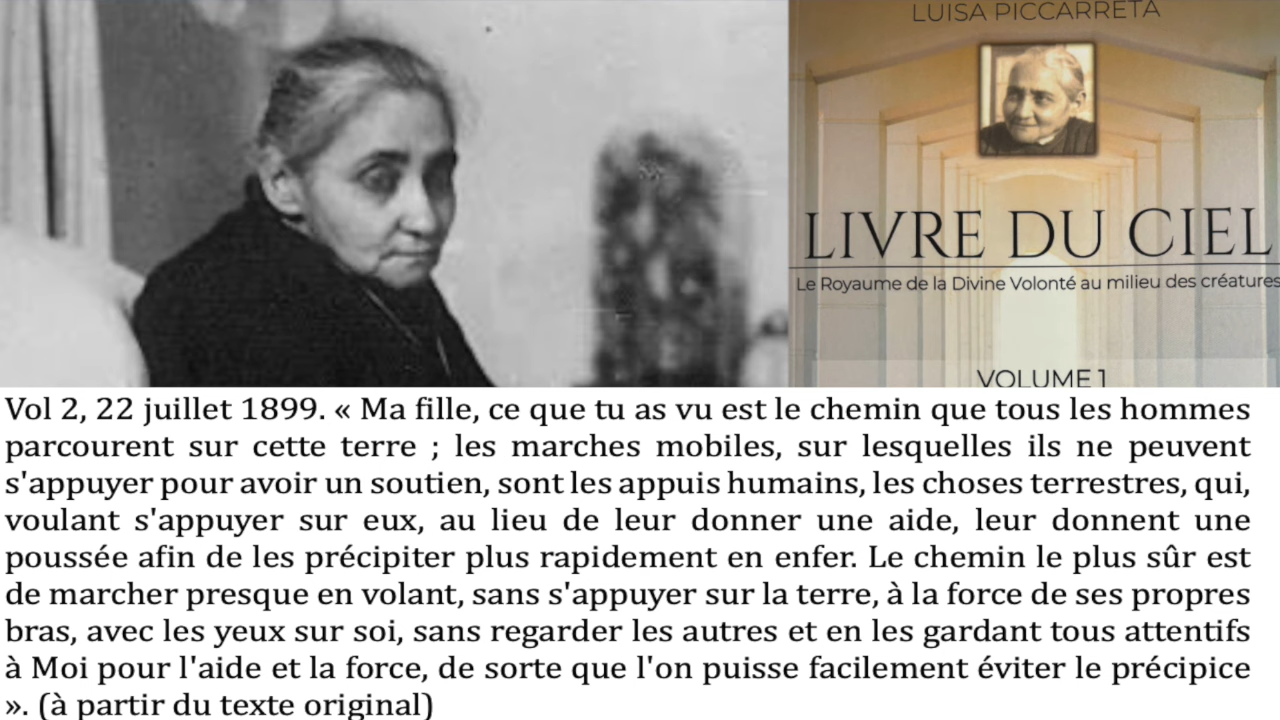 LUISA PICCARRETA
LIVRE DU CIEL
Le Royaume de la Divine Volonté au milieu des créatures
VOLUME 1
Vol 2, 22 juillet 1899. « Ma fille, ce que tu as vu est le chemin que tous les hommes
parcourent sur cette terre ; les marches mobiles, sur lesquelles ils ne peuvent
s'appuyer pour avoir un soutien, sont les appuis humains, les choses terrestres, qui,
voulant s'appuyer sur eux, au lieu de leur donner une aide, leur donnent une
poussée afin de les précipiter plus rapidement en enfer. Le chemin le plus sûr est
de marcher presque en volant, sans s'appuyer sur la terre, à la force de ses propres
bras, avec les yeux sur soi, sans regarder les autres et en les gardant tous attentifs
à Moi pour l'aide et la force, de sorte que l'on puisse facilement éviter le précipice
». (à partir du texte original)